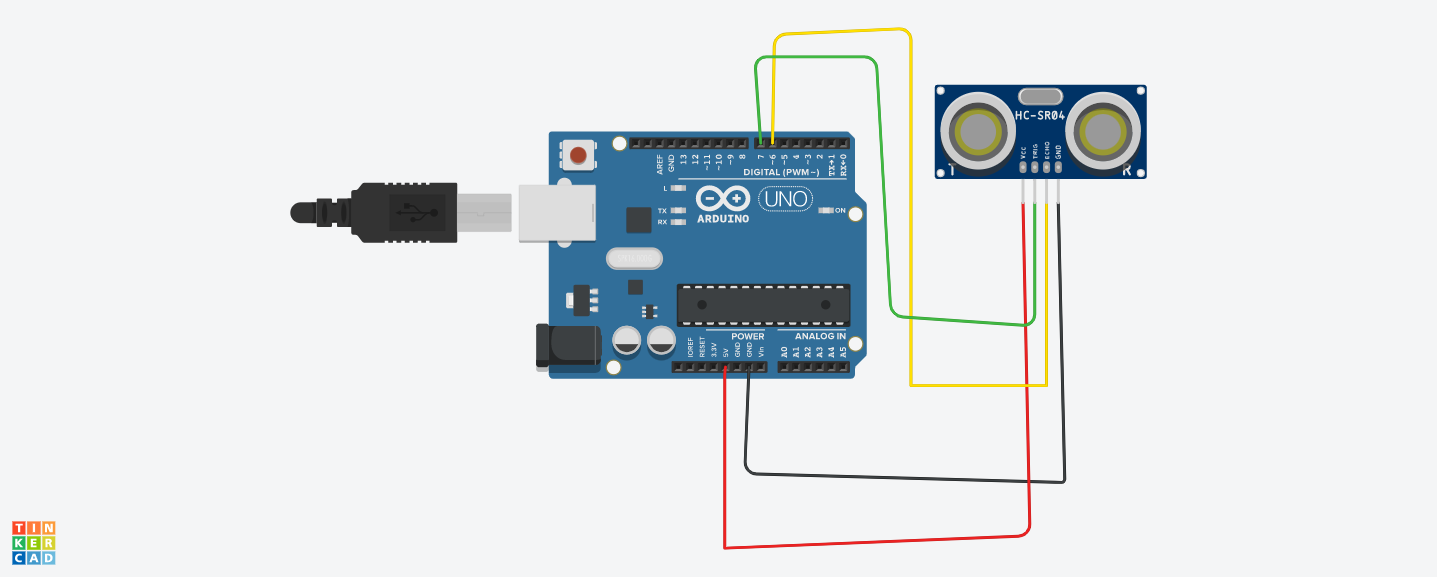 HC-SR04
VCC
TRIG
ECHO
GND
T
R
AREF
GND
13
12
~11
~10
~9
8
7
~6
~5
4
~3
2
TX→1
RX←0
DIGITAL (PWM~)
L
TX
RX
ARDUINO
UNO
ON
POWER
ANALOG IN
IOREF
RESET
3.3V
5V
GND
GND
Vin
A0
A1
A2
A3
A4
A5
TIN
KER
CAD